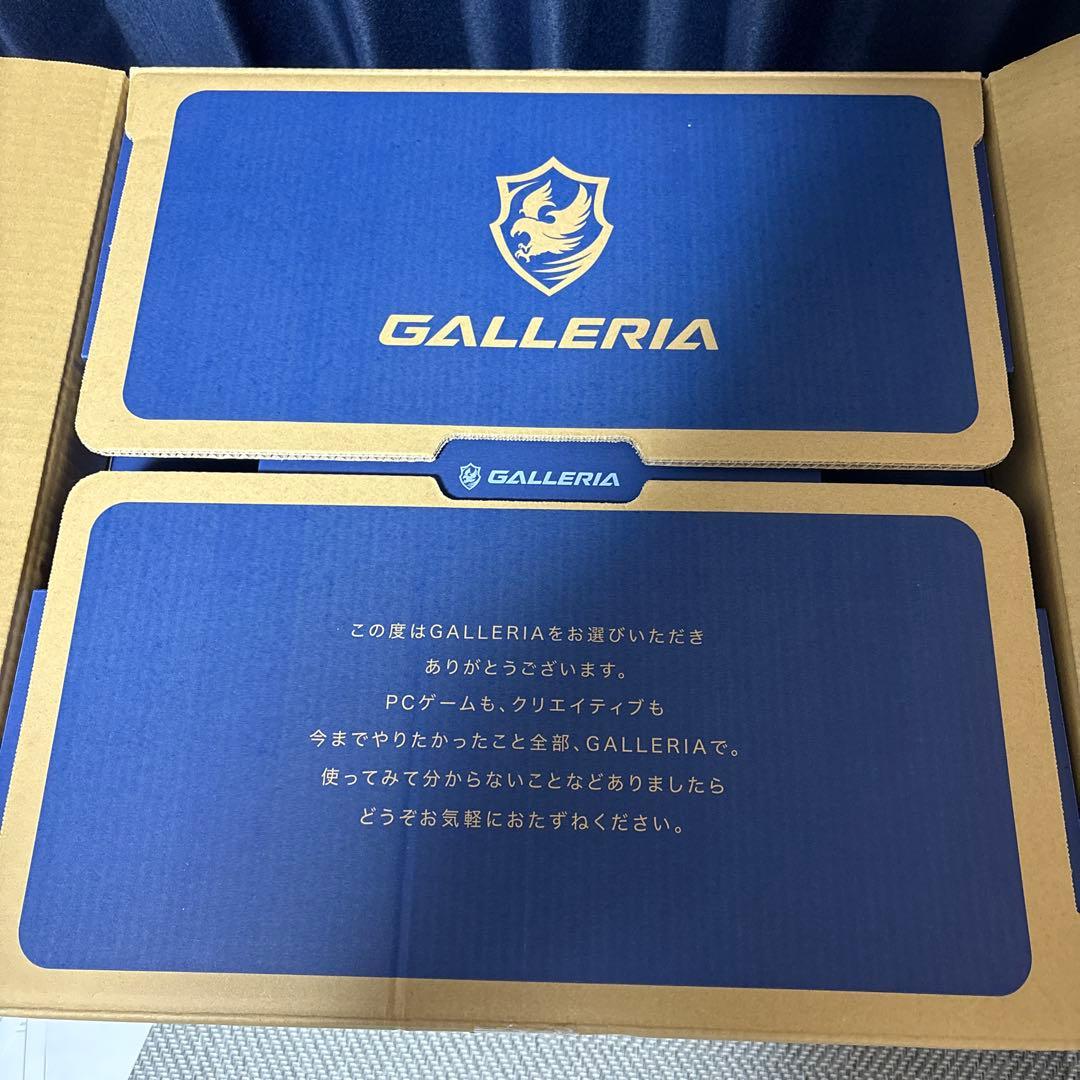 GALLERIA
GALLERIA
この度はGALLERIAをお選びいただき
ありがとうございます。
PCゲームも、クリエイティブも
今までやりたかったこと全部、GALLERIAで。
使ってみて分からないことなどありましたら
どうぞお気軽におたずねください。